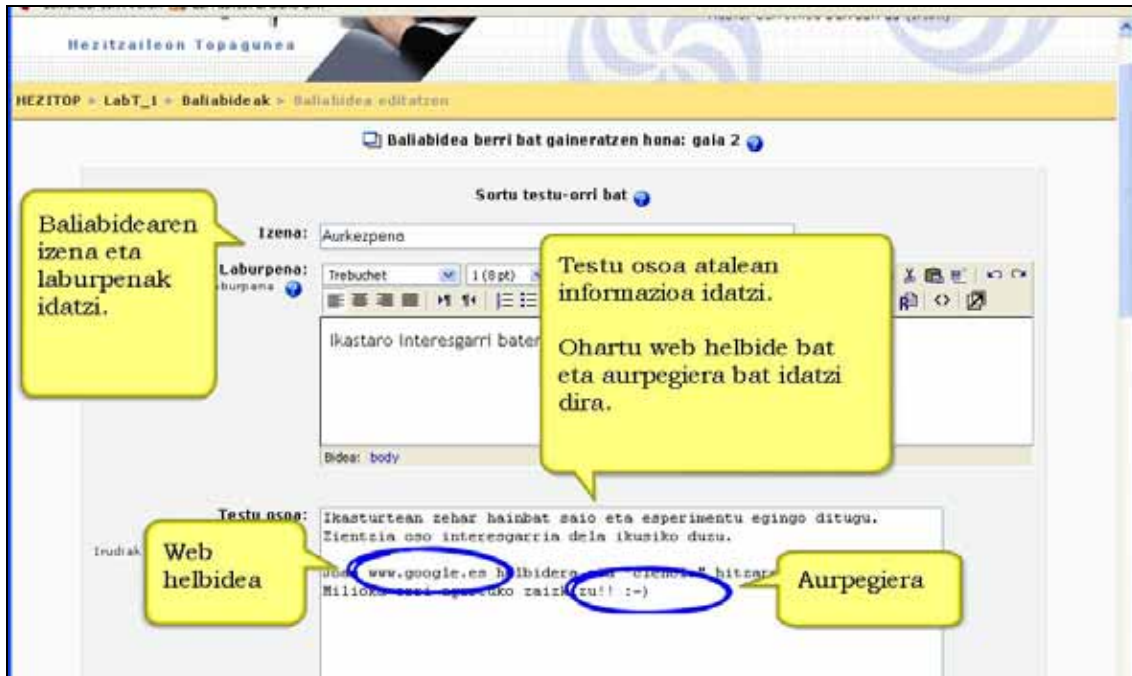 Hezitzaileon Topagunea
HEZITOP » LabT_1 » Baliabideak » Baliabidea editatzen
Baliabidea berri bat gaineratzen hona: gaia 2
Sortu testu-orri bat
Baliabidearen
izena eta
laburpenak
idatzi.
Izena:
Aurkezpena
Laburpena:
Trebuchet
1 (8 pt)
Ikastaro interesgarri
Testu osoa atalean
informazioa idatzi.
Ohartu web helbide bat
eta aurpegiera bat idatzi
dira.
Bidea: body
Testu osoa:
Ikasturtean zehar hainbat saio eta esperimentu egingo ditugu.
Zientzia oso interesgarria dela ikusiko duzu.
www.google.es helbidera
Milioka
:-)
Web
helbidea
Aurpegiera